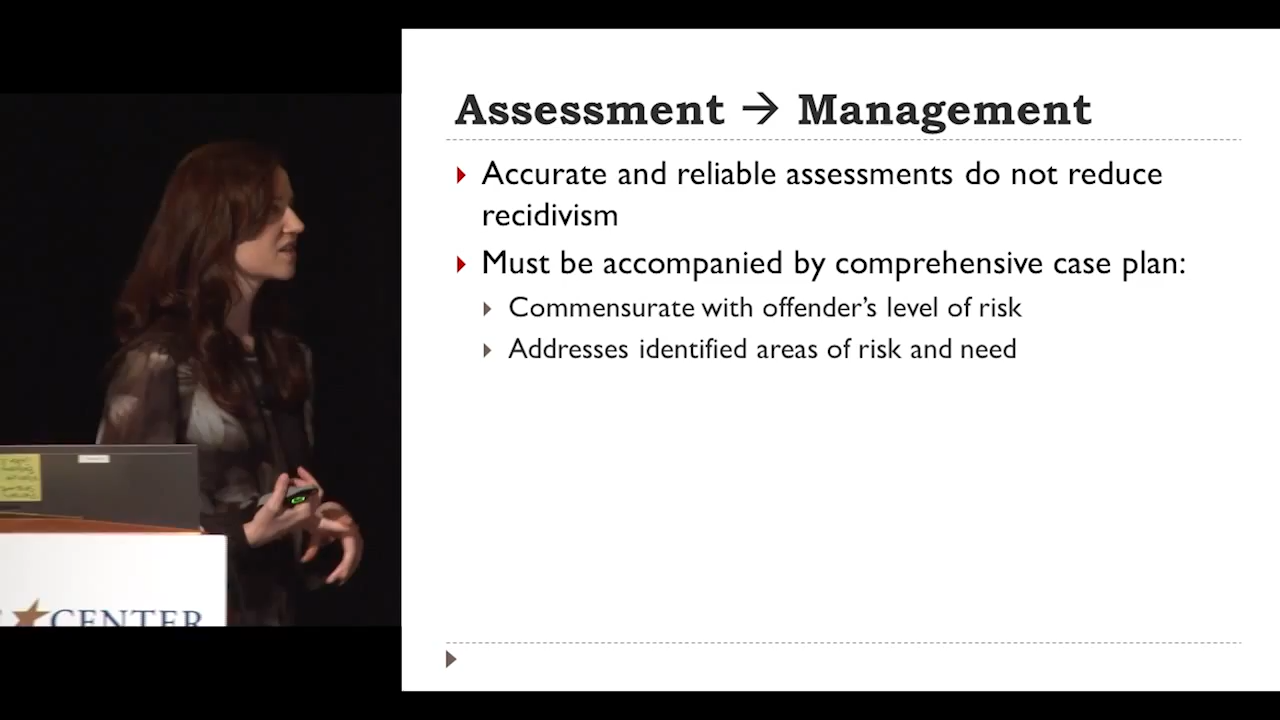 Assessment → Management
Accurate and reliable assessments do not reduce
recidivism
Must be accompanied by comprehensive case plan:
Commensurate with offender’s level of risk
Addresses identified areas of risk and need
CENTER